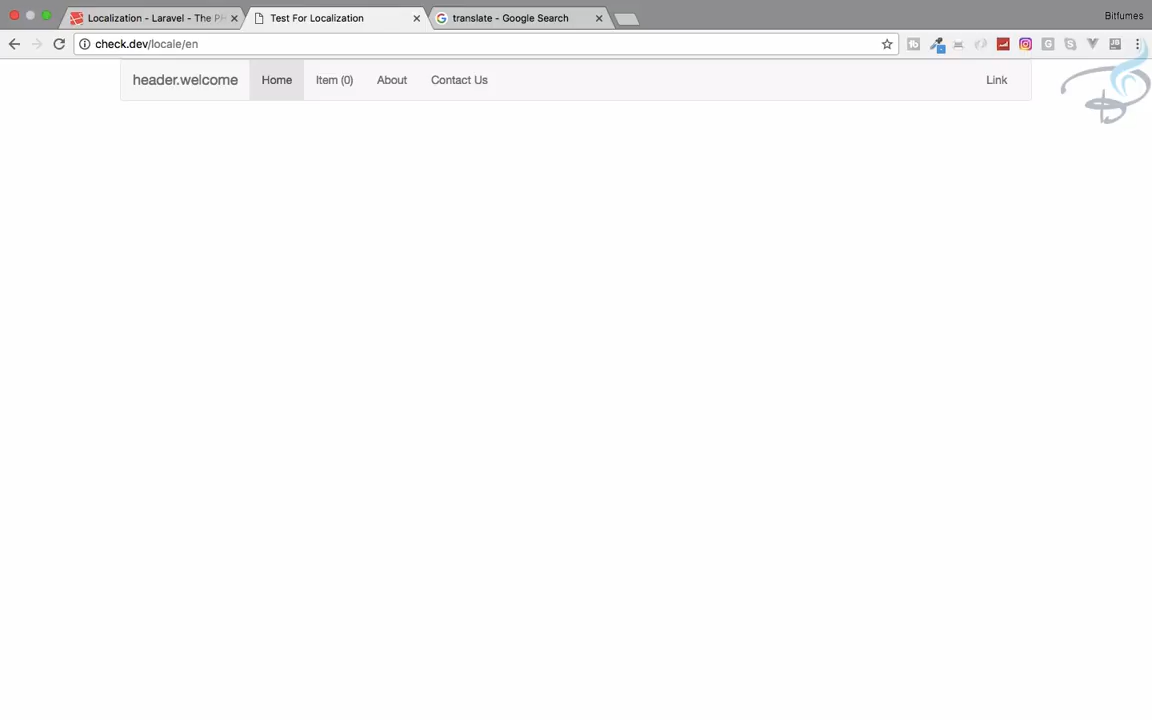 Localization - Laravel - The P
Test For Localization
translate - Google Search
Bitfumes
check.dev/locale/en
header.welcome
Home
Item (0)
About
Contact Us
Link